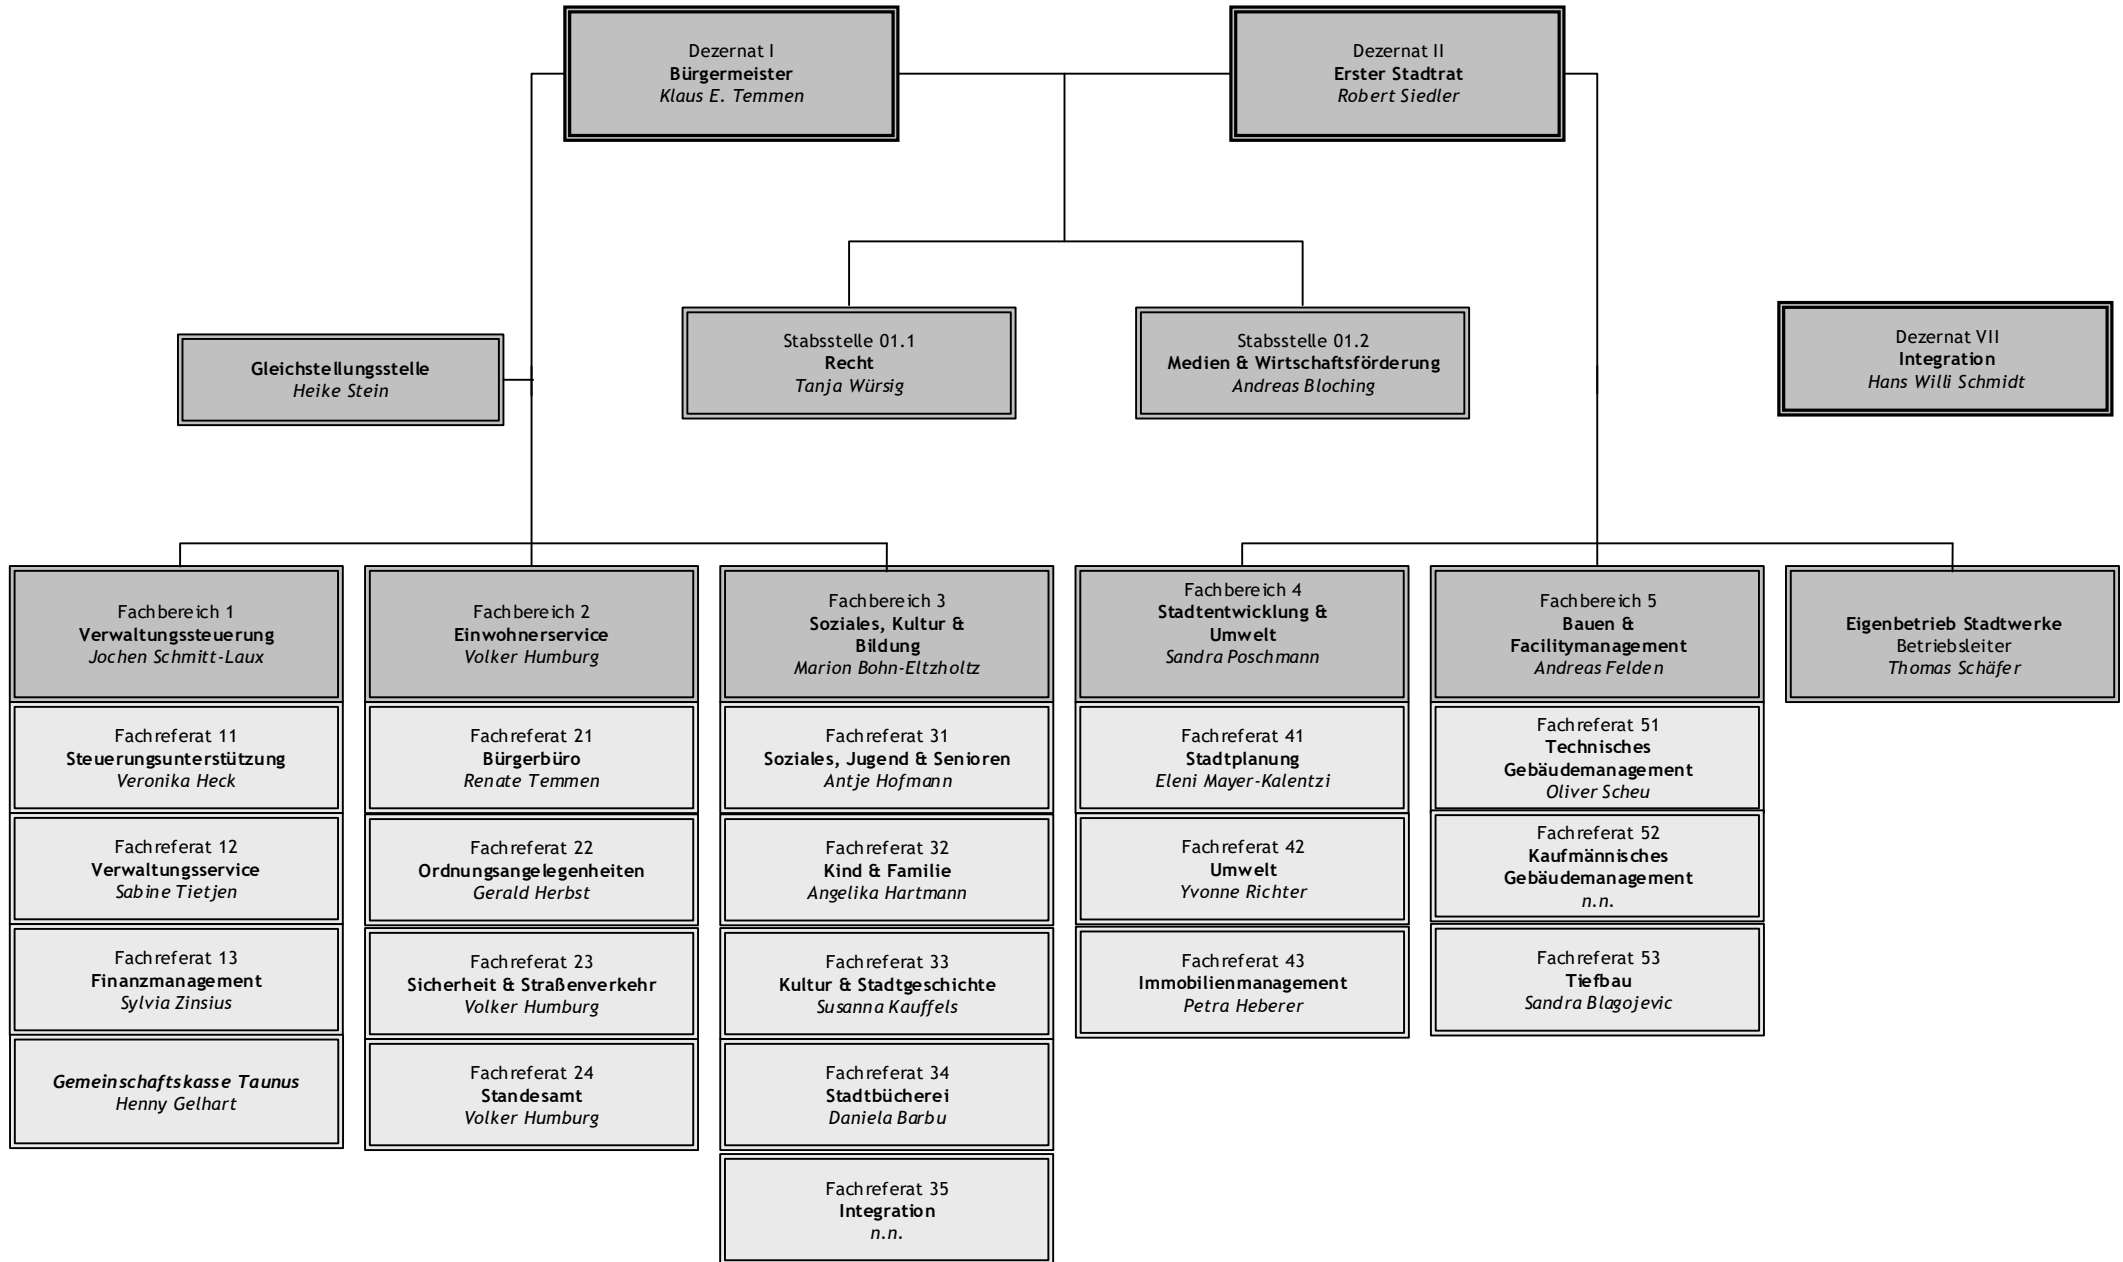 Dezernat I
Bürgermeister
Klaus E. Temmen
Dezernat II
Erster Stadtrat
Robert Siedler
Gleichstellungsstelle
Heike Stein
Stabsstelle 01.1
Recht
Tanja Würsig
Stabsstelle 01.2
Medien & Wirtschaftsförderung
Andreas Bloching
Dezernat VII
Integration
Hans Willi Schmidt
Fachbereich 1
Verwaltungssteuerung
Jochen Schmitt-Laux
Fachreferat 11
Steuerungsunterstützung
Veronika Heck
Fachreferat 12
Verwaltungsservice
Sabine Tietjen
Fachreferat 13
Finanzmanagement
Sylvia Zinsius
Gemeinschaftskasse Taunus
Henny Gelhart
Fachbereich 2
Einwohnerservice
Volker Humburg
Fachreferat 21
Bürgerbüro
Renate Temmen
Fachreferat 22
Ordnungsangelegenheiten
Gerald Herbst
Fachreferat 23
Sicherheit & Straßenverkehr
Volker Humburg
Fachreferat 24
Standesamt
Volker Humburg
Fachbereich 3
Soziales, Kultur &
Bildung
Marion Bohn-Eltzholtz
Fachreferat 31
Soziales, Jugend & Senioren
Antje Hofmann
Fachreferat 32
Kind & Familie
Angelika Hartmann
Fachreferat 33
Kultur & Stadtgeschichte
Susanna Kauffels
Fachreferat 34
Stadtbücherei
Daniela Barbu
Fachreferat 35
Integration
n.n.
Fachbereich 4
Stadtentwicklung &
Umwelt
Sandra Poschmann
Fachreferat 41
Stadtplanung
Eleni Mayer-Kalentzi
Fachreferat 42
Umwelt
Yvonne Richter
Fachreferat 43
Immobilienmanagement
Petra Heberer
Fachbereich 5
Bauen &
Facilitymanagement
Andreas Felden
Fachreferat 51
Technisches
Gebäudemanagement
Oliver Scheu
Fachreferat 52
Kaufmännisches
Gebäudemanagement
n.n.
Fachreferat 53
Tiefbau
Sandra Blagojevic
Eigenbetrieb Stadtwerke
Betriebsleiter
Thomas Schäfer